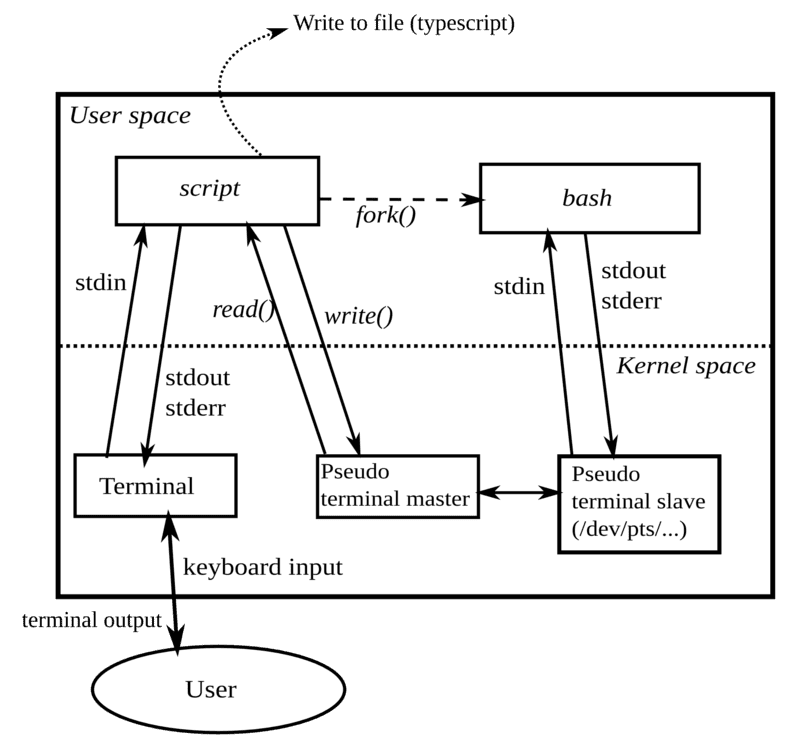 Write to file (typescript)
User space
script
bash
fork()
stdin
read()
write()
stdin
stdout
stderr
Kernel space
stdout
stderr
Terminal
Pseudo
terminal master
Pseudo
terminal slave
(/dev/pts/...)
keyboard input
terminal output
User